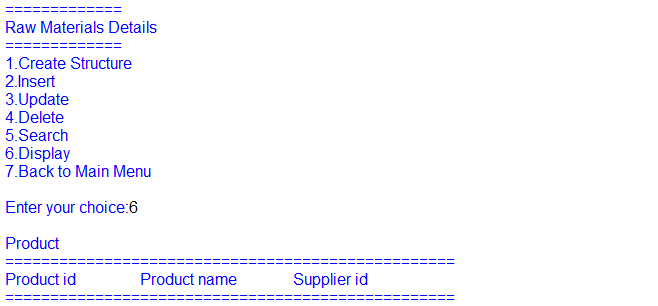 =============
Raw Materials Details
=============
1.Create Structure
2.Insert
3.Update
4.Delete
5.Search
6.Display
7.Back to Main Menu
Enter your choice:6
Product
==================================================
Product id Product name Supplier id
==================================================